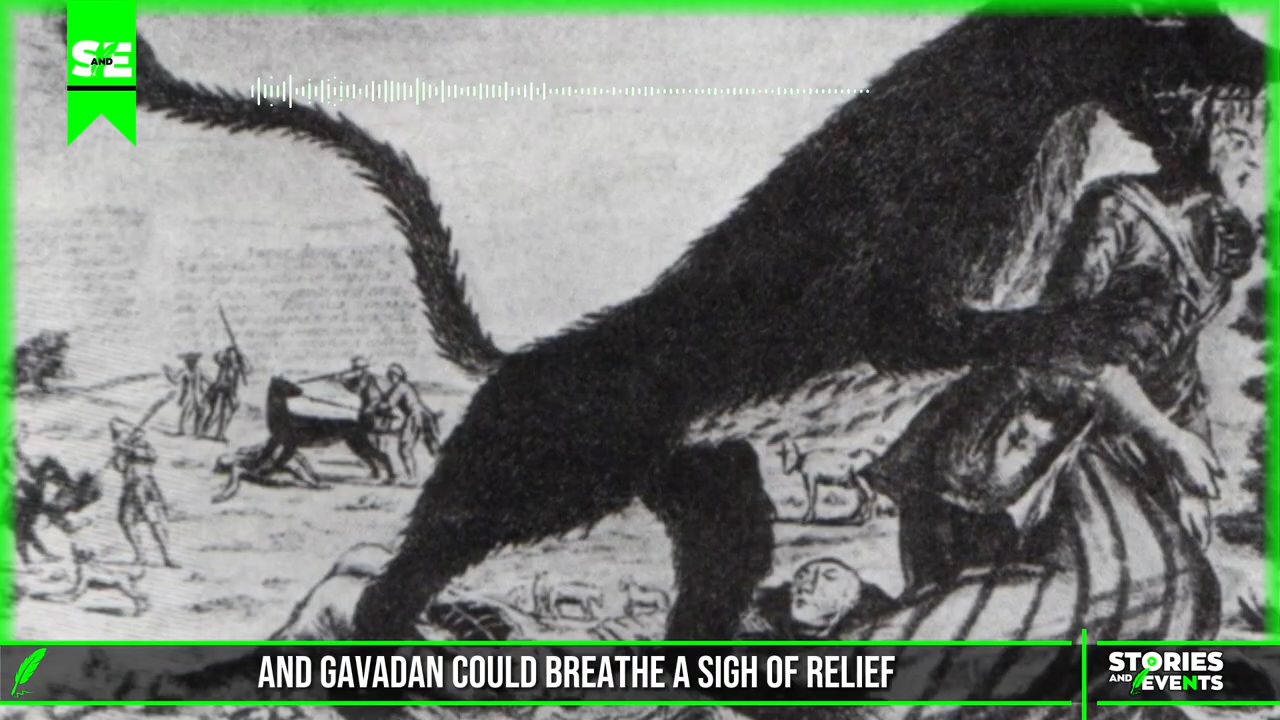 S AND E
AND GAVADAN COULD BREATHE A SIGH OF RELIEF
STORIES
AND EVENTS